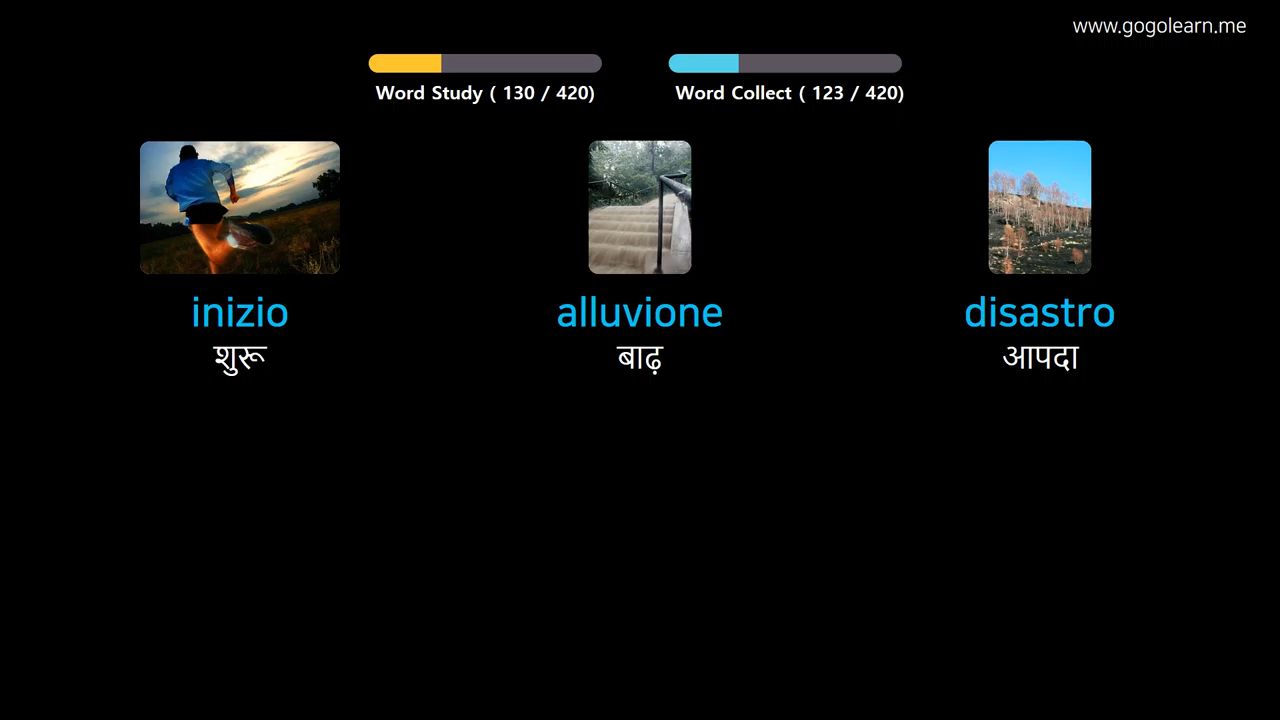 www.gogolearn.me
Word Study ( 130 / 420)
Word Collect ( 123 / 420)
inizio
शुरू
alluvione
बाढ़
disastro
आपदा